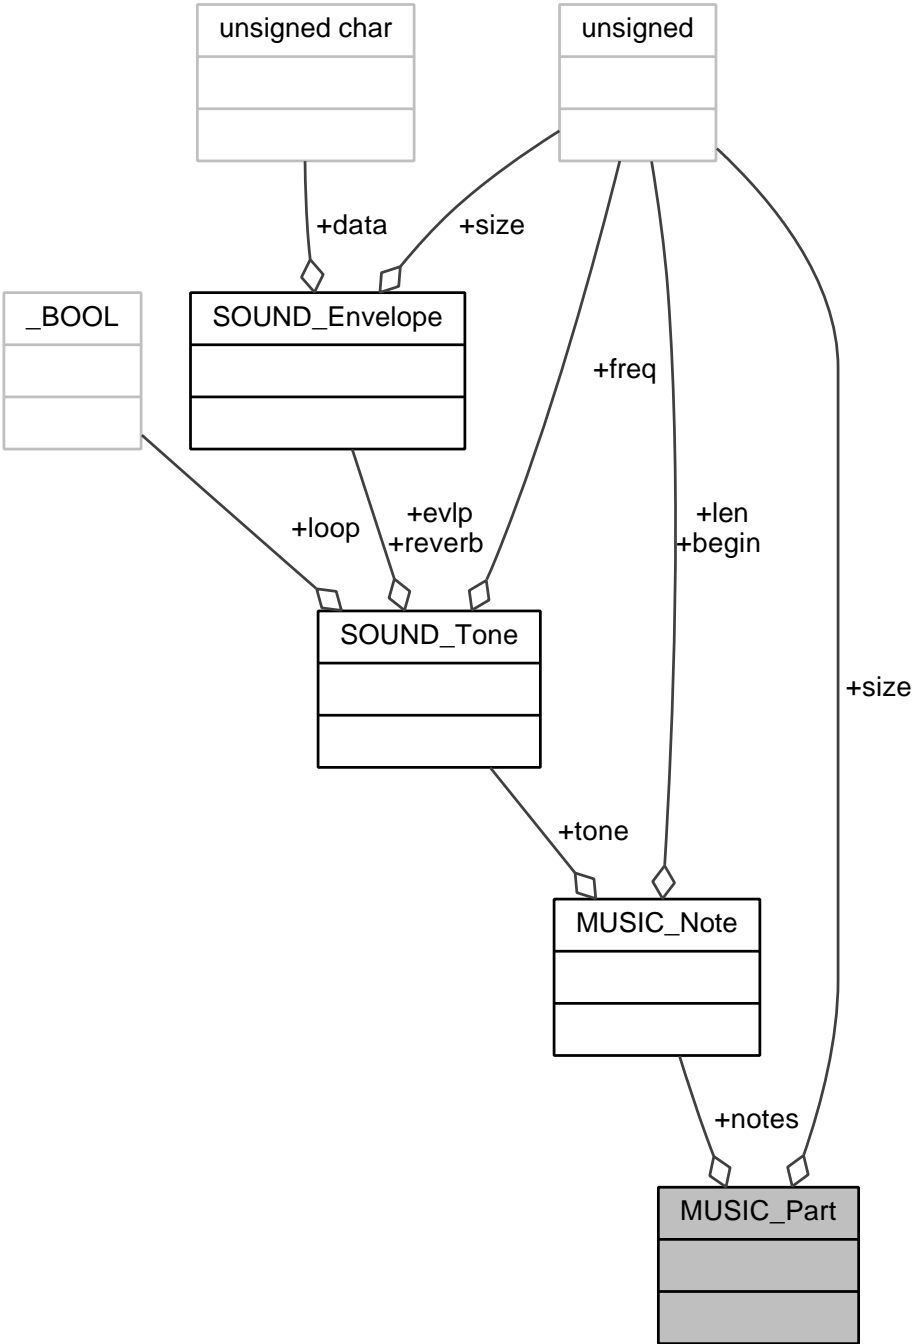 unsigned char
unsigned
+data
+size
_BOOL
SOUND_Envelope
+freq
+loop
+evlp
+reverb
+len
+begin
SOUND_Tone
+size
+tone
MUSIC_Note
+notes
MUSIC_Part